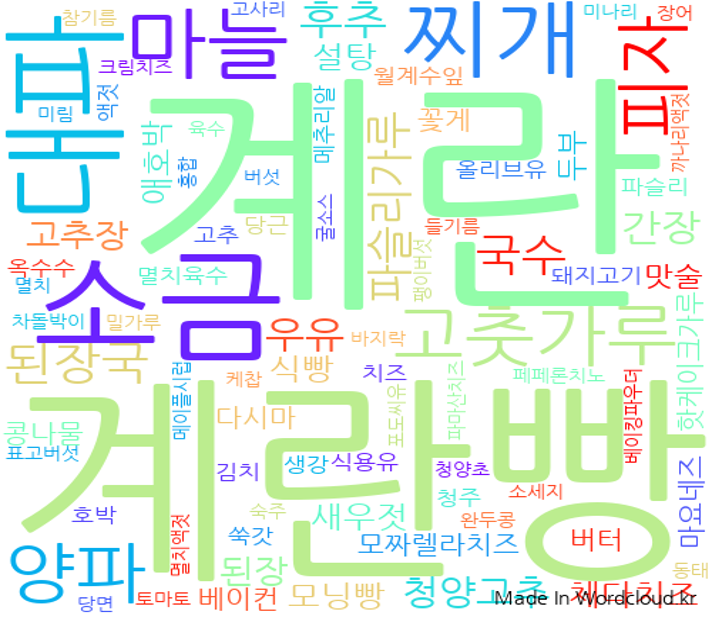 참기름
고사리
미나리
장어
대파
마늘
후추
찌개
피자
크림치즈
설탕
월계수잎
미림
액젓
애호박
육수
홍합
메추리알
버섯
계란
파슬리가루
꽃게
올리브유
두부
까나리액젓
파슬리
간장
고추장
고추
당근
굴소스
팽이버섯
들기름
국수
돼지고기
맛술
옥수수
멸치
멸치육수
소금
차돌박이
밀가루
우유
바지락
고춧가루
핫케이크가루
된장국
메이플시럽
케찹
식빵
치즈
포도씨유
파마산치즈
페페론치노
베이킹파우더
콩나물
표고버섯
다시마
계란빵
김치
생강
식용유
청양초
마요네즈
호박
멸치액젓
숙주
쑥갓
새우젓
청주
소세지
완두콩
양파
된장
모짜렐라치즈
버터
동태
당면
토마토
베이컨
모닝빵
청양고추
체다치즈
Made In Wordcloud.kr